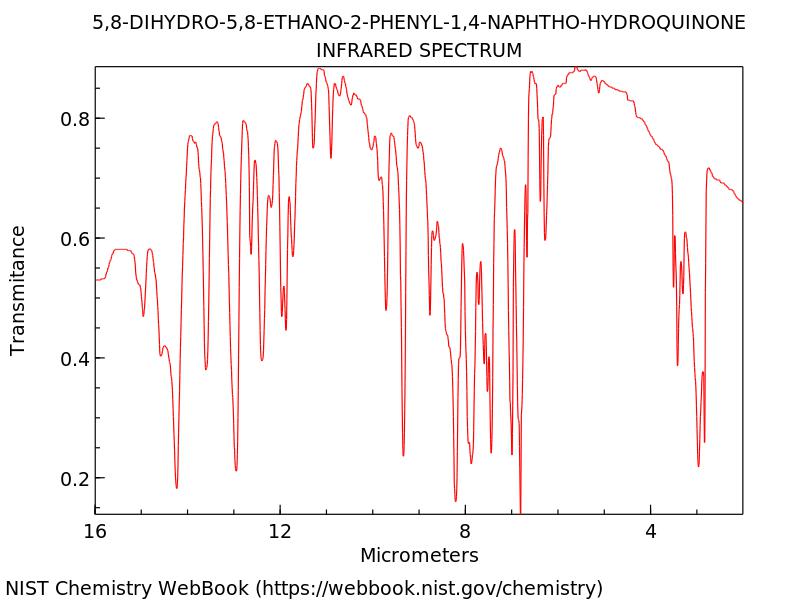 5,8-DIHYDRO-5,8-ETHANO-2-PHENYL-1,4-NAPHTHO-HYDROQUINONE
INFRARED SPECTRUM
0.8
0.6
0.4
0.2
Transmitance
16 12 8 4
Micrometers
NIST Chemistry WebBook (https://webbook.nist.gov/chemistry)